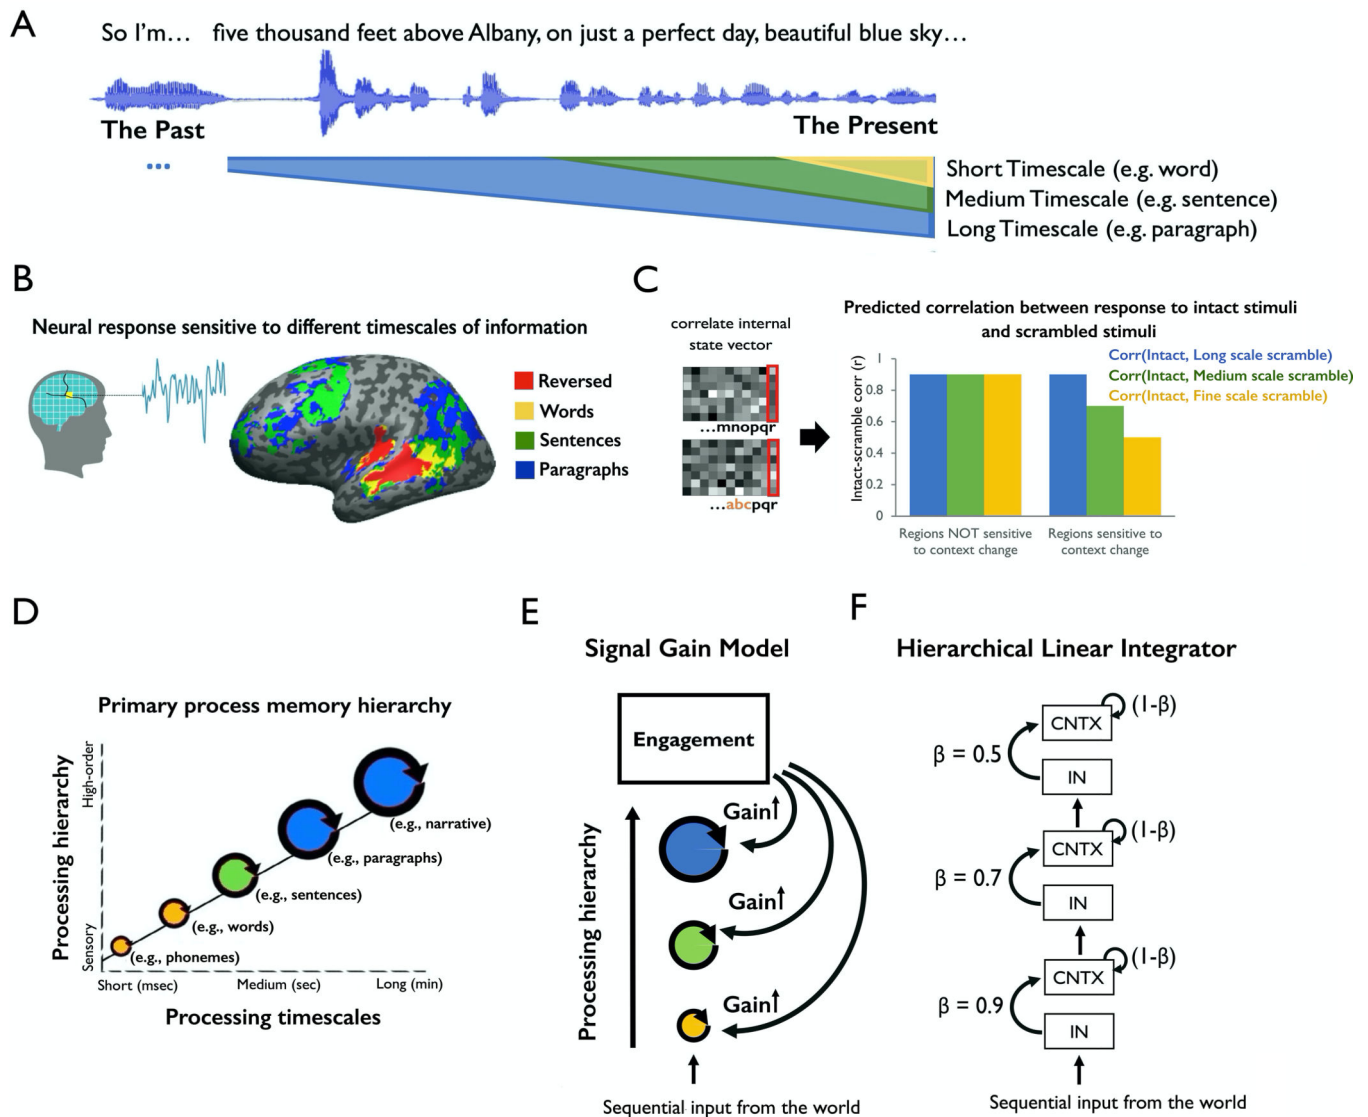 A
So I'm… five thousand feet above Albany, on just a perfect day, beautiful blue sky…
The Past
The Present
...
Short Timescale (e.g. word)
Medium Timescale (e.g. sentence)
Long Timescale (e.g. paragraph)
B
Neural response sensitive to different timescales of information
Reversed
Words
Sentences
Paragraphs
C
correlate internal
state vector
...mnopqr
...abcpqr
Predicted correlation between response to intact stimuli
and scrambled stimuli
Corr(Intact, Long scale scramble)
Corr(Intact, Medium scale scramble)
Corr(Intact, Fine scale scramble)
Intact-scramble corr (r)
1
0.8
0.6
0.4
0.2
0
Regions NOT sensitive
to context change
Regions sensitive to
context change
D
Primary process memory hierarchy
Processing hierarchy
High-order
Sensory
(e.g., narrative)
(e.g., paragraphs)
(e.g., sentences)
(e.g., words)
(e.g., phonemes)
Short (msec)
Medium (sec)
Long (min)
Processing timescales
E
Signal Gain Model
Engagement
Processing hierarchy
Gain↑
Gain↑
Gain↑
Sequential input from the world
F
Hierarchical Linear Integrator
CNTX
(1-β)
β = 0.5
IN
CNTX
(1-β)
β = 0.7
IN
CNTX
(1-β)
β = 0.9
IN
Sequential input from the world